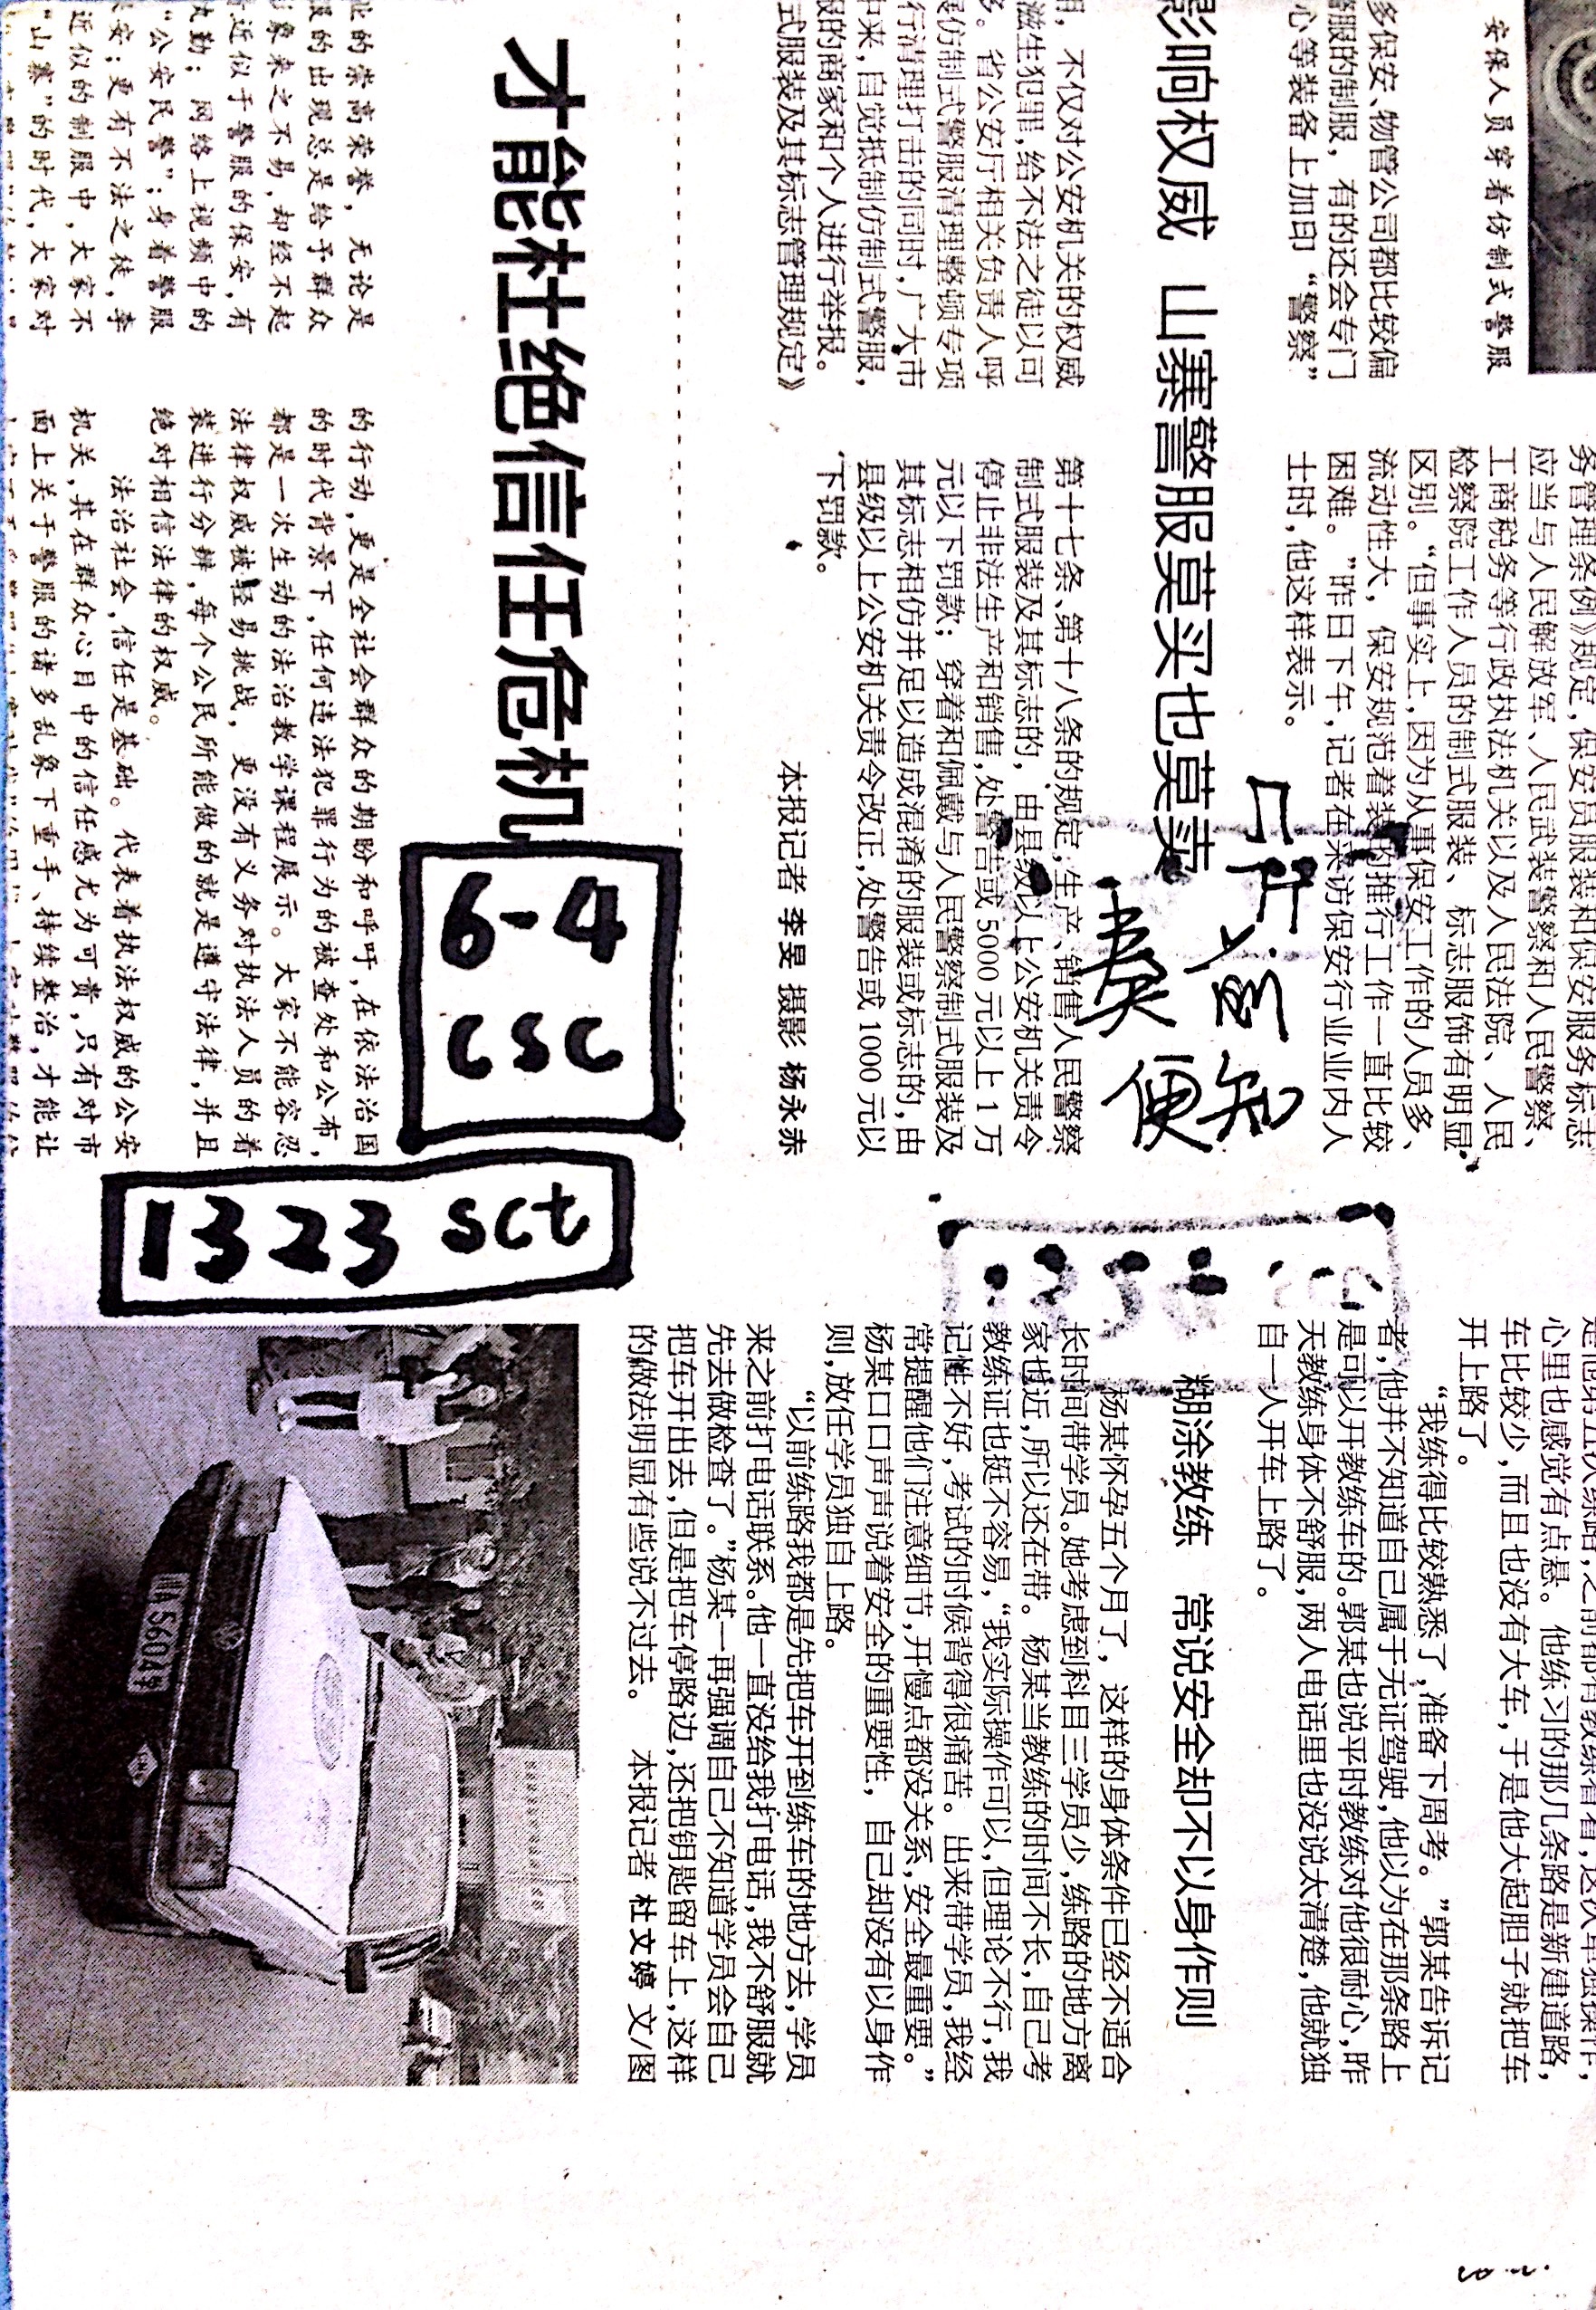 安保人员穿着仿制式警服
多保安、物管公司都比较偏
警服的制服，有的还会专门
心等装备上加印“警察”
影响权威 山寨警服莫买也莫卖
不仅对公安机关的权威
滋生犯罪，给不法之徒以可
省公安厅相关负责人呼
仿制式警服清理整顿专项
行清理打击的同时，广大市
来，自觉抵制仿制式警服，
服的商家和个人进行举报。
式服装及其标志管理规定》
务管理条例》规定，保安员服装和保安服务标志
应当与人民解放军、人民武装警察和人民警察、
工商税务等行政执法机关以及人民法院、人民
检察院工作人员的制式服装、标志服饰有明显
区别。“但事实上，因为从事保安工作的人员多、
流动性大，保安规范着装的推行工作一直比较
困难。”昨日下午，记者在采访保安行业业内人
士时，他这样表示。
第十七条、第十八条的规定，生产、销售人民警察
制式服装及其标志的，由县级以上公安机关责令
停止非法生产和销售，处警告或5000元以上1万
元以下罚款；穿着和佩戴与人民警察制式服装及
其标志相仿并足以造成混淆的服装或标志的，由
县级以上公安机关责令改正，处警告或1000元以
下罚款。
本报记者 李旻 摄影 杨永赤
才能杜绝信任危机
的崇高荣誉，无论是
的出现总是给予群众
象来之不易，却经不起
近似于警服的保安，有
执勤；网络上视频中的
“公安民警”；身着警服
安；更有不法之徒，李
近似的制服中，大家不
“山寨”的时代，大家对
的行动，更是全社会群众的期盼和呼吁，在依法治国
的时代背景下，任何违法犯罪行为的被查处和公布，
都是一次生动的法治教学课程展示。大家不能容忍
法律权威被轻易挑战，更没有义务对执法人员的着
装进行分辨，每个公民所能做的就是遵守法律，并且
绝对相信法律的权威。
法治社会，信任是基础。代表着执法权威的公安
机关，其在群众心目中的信任感尤为可贵，只有对市
面上关于警服的诸多乱象下重手、持续整治，才能让
6-4
csc
1323 sct
心里也感觉有点悬。他练习的那几条路是新建道路，
车比较少，而且也没有大车，于是他大起胆子就把车
开上路了。
“我练得比较熟悉了，准备下周考。”郭某告诉记
者，他并不知道自己属于无证驾驶，他以为在那条路上
是可以开教练车的。郭某也说平时教练对他很耐心，昨
天教练身体不舒服，两人电话里也没说太清楚，他就独
自一人开车上路了。
糊涂教练 常说安全却不以身作则
杨某怀孕五个月了，这样的身体条件已经不适合
长时间带学员。她考虑到科目三学员少，练路的地方离
家也近，所以还在带。杨某当教练的时间不长，自己考
教练证也挺不容易，“我实际操作可以，但理论不行，我
记性不好，考试的时候背得很痛苦。出来带学员，我经
常提醒他们注意细节，开慢点都没关系，安全最重要。”
杨某口口声声说着安全的重要性，自己却没有以身作
则，放任学员独自上路。
“以前练路我都是先把车开到练车的地方去，学员
来之前打电话联系。他一直没给我打电话，我不舒服就
先去做检查了。”杨某一再强调自己不知道学员会自己
把车开出去，但是把车停路边，还把钥匙留车上，这样
的做法明显有些说不过去。 本报记者 杜文婷 文/图